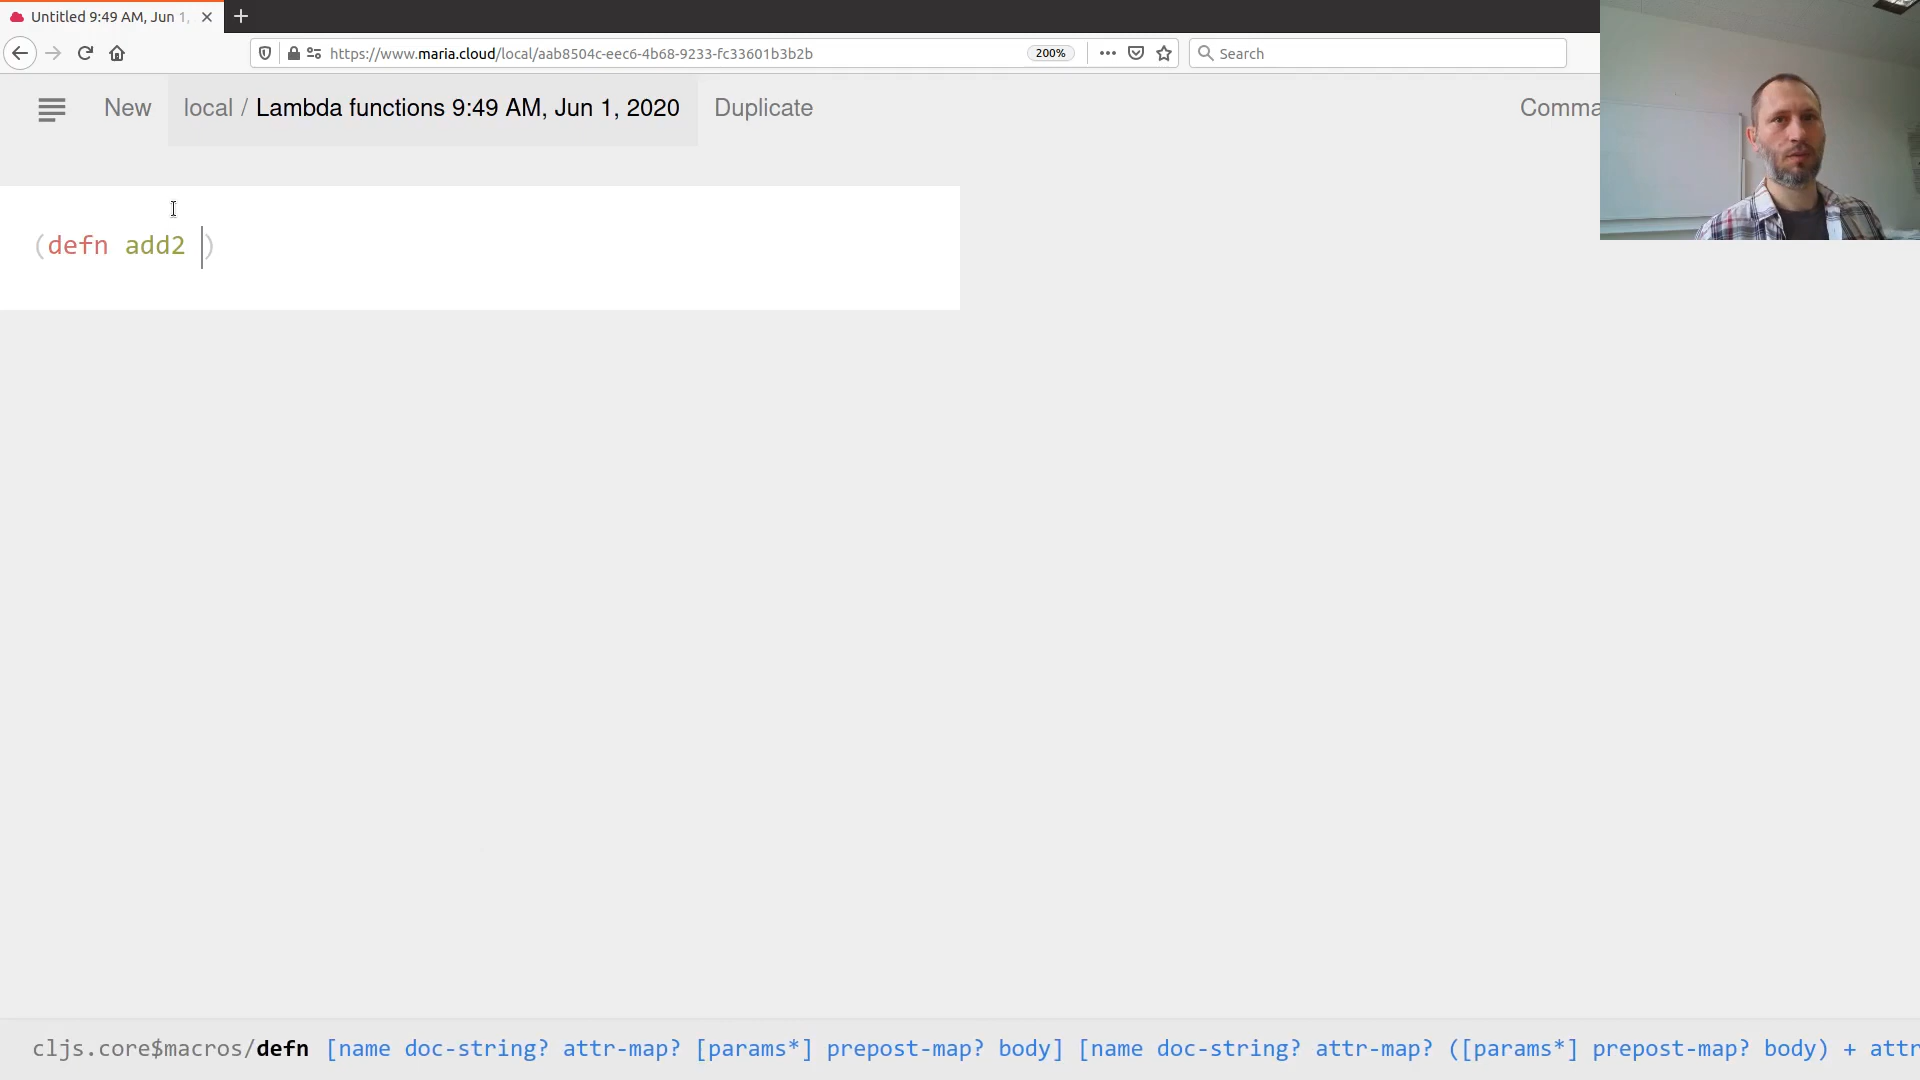 Untitled 9:49 AM, Jun 1,
https://www.maria.cloud/local/aab8504c-eec6-4b68-9233-fc33601b3b2b
200%
Search
New
local / Lambda functions 9:49 AM, Jun 1, 2020
Duplicate
Comma
(defn add2 )
cljs.core$macros/defn [name doc-string? attr-map? [params*] prepost-map? body] [name doc-string? attr-map? ([params*] prepost-map? body) + attr